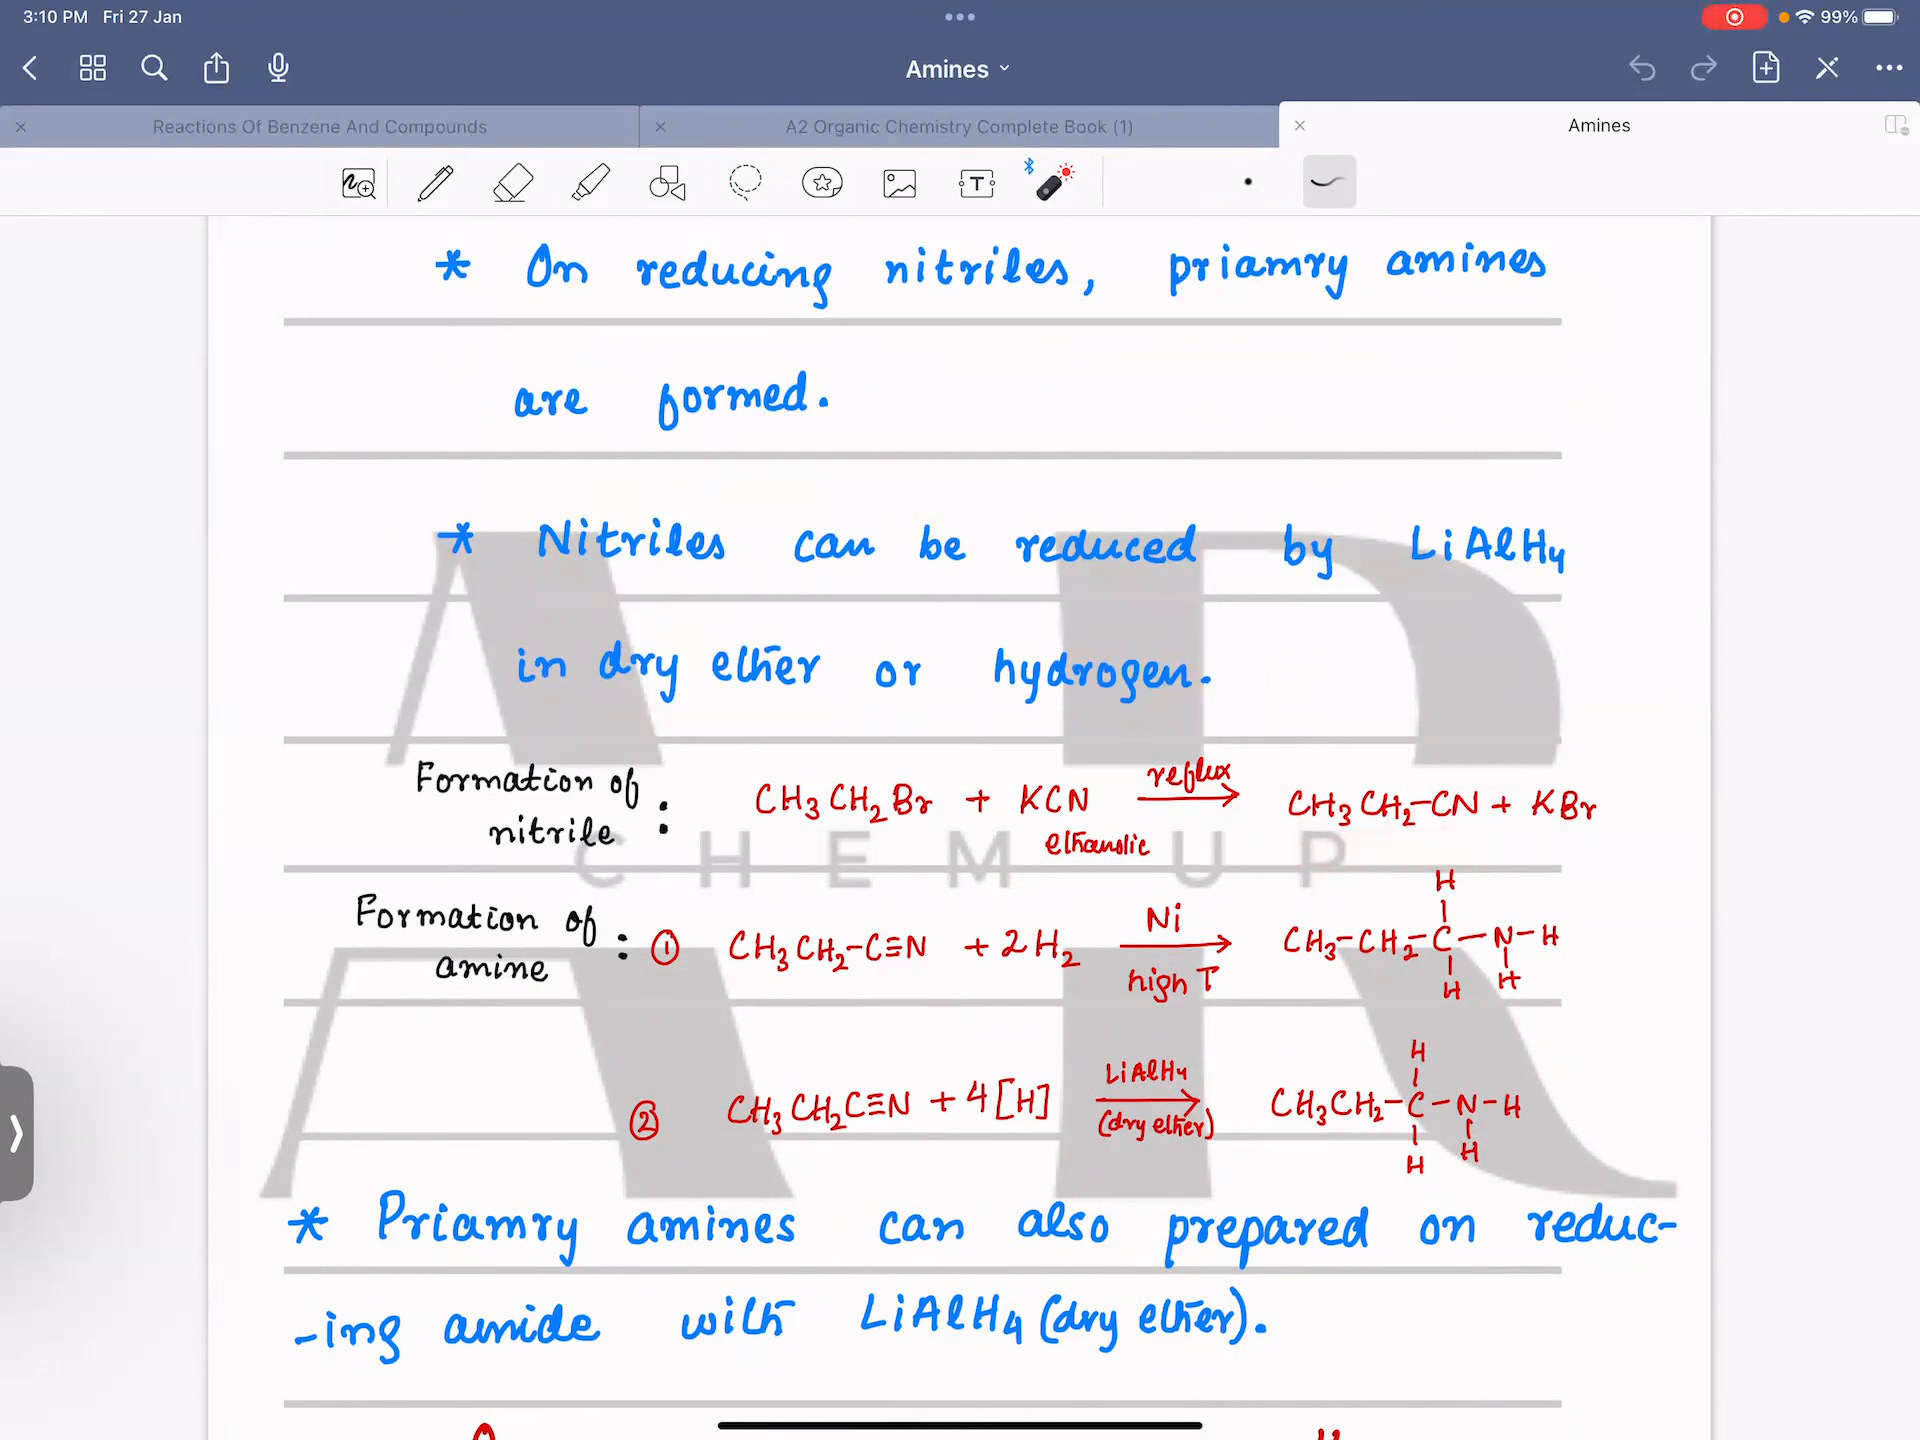 3:10 PM Fri 27 Jan
99%
Amines
Reactions Of Benzene And Compounds
A2 Organic Chemistry Complete Book (1)
Amines
* On reducing nitriles, priamry amines
are formed.
* Nitriles can be reduced by LiAlH₄
in dry ether or hydrogen.
Formation of nitrile : CH₃CH₂Br + KCN ethanolic reflux → CH₃CH₂-CN + KBr
CHEM UP
Formation of amine : ① CH₃CH₂-C≡N + 2H₂ Ni → high T CH₃-CH₂-C-N-H H H H
② CH₃CH₂C≡N + 4[H] LiAlH₄ → (dry ether) CH₃CH₂-C-N-H H H H
* Priamry amines can also prepared on reduc-
-ing amide with LiAlH₄ (dry ether).